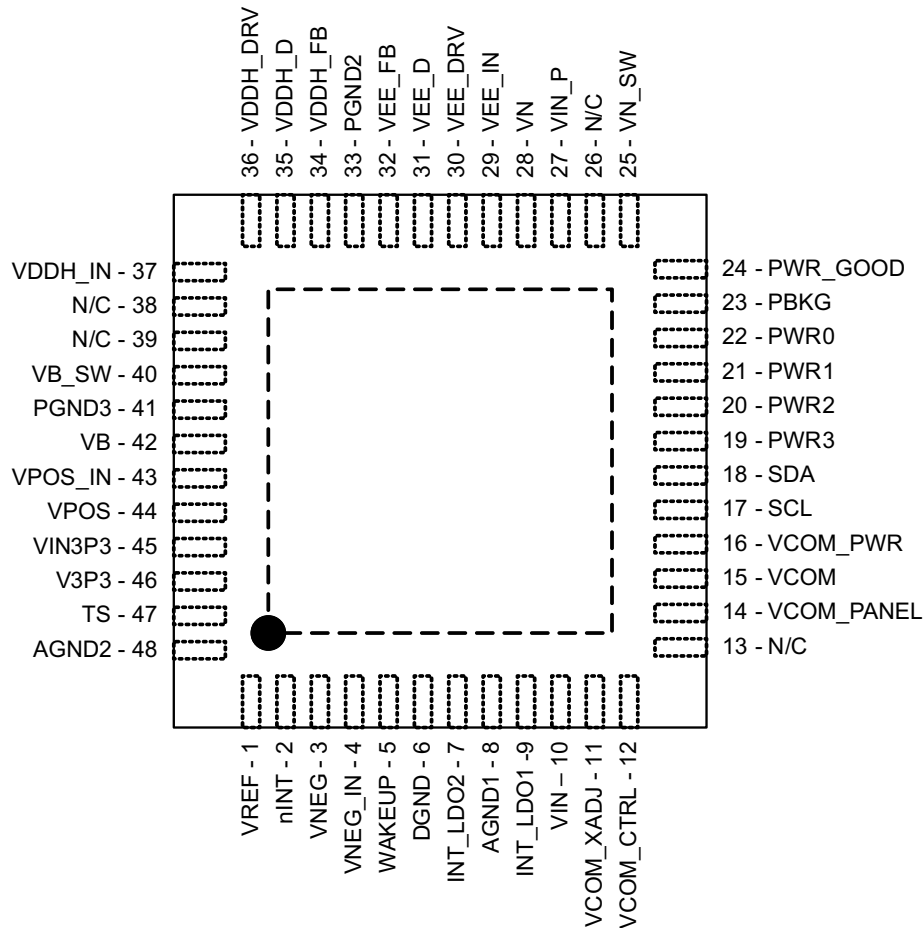 36 - VDDH_DRV
35 - VDDH_D
34 - VDDH_FB
33 - PGND2
32 - VEE_FB
31 - VEE_D
30 - VEE_DRV
29 - VEE_IN
28 - VN
27 - VIN_P
26 - N/C
25 - VN_SW
VDDH_IN - 37
N/C - 38
N/C - 39
VB_SW - 40
PGND3 - 41
VB - 42
VPOS_IN - 43
VPOS - 44
VIN3P3 - 45
V3P3 - 46
TS - 47
AGND2 - 48
24 - PWR_GOOD
23 - PBKG
22 - PWR0
21 - PWR1
20 - PWR2
19 - PWR3
18 - SDA
17 - SCL
16 - VCOM_PWR
15 - VCOM
14 - VCOM_PANEL
13 - N/C
VREF - 1
nINT - 2
VNEG - 3
VNEG_IN - 4
WAKEUP - 5
DGND - 6
INT_LDO2 - 7
AGND1 - 8
INT_LDO1 -9
VIN – 10
VCOM_XADJ - 11
VCOM_CTRL - 12